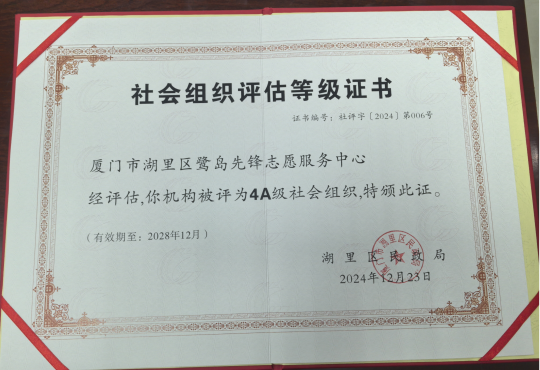 社会组织评估等级证书
证书编号：社评字〔2024〕第006号
厦门市湖里区鹭岛先锋志愿服务中心
经评估,你机构被评为4A级社会组织,特颁此证。
（有效期至：2028年12月）
湖里区民政局
2024年12月23日